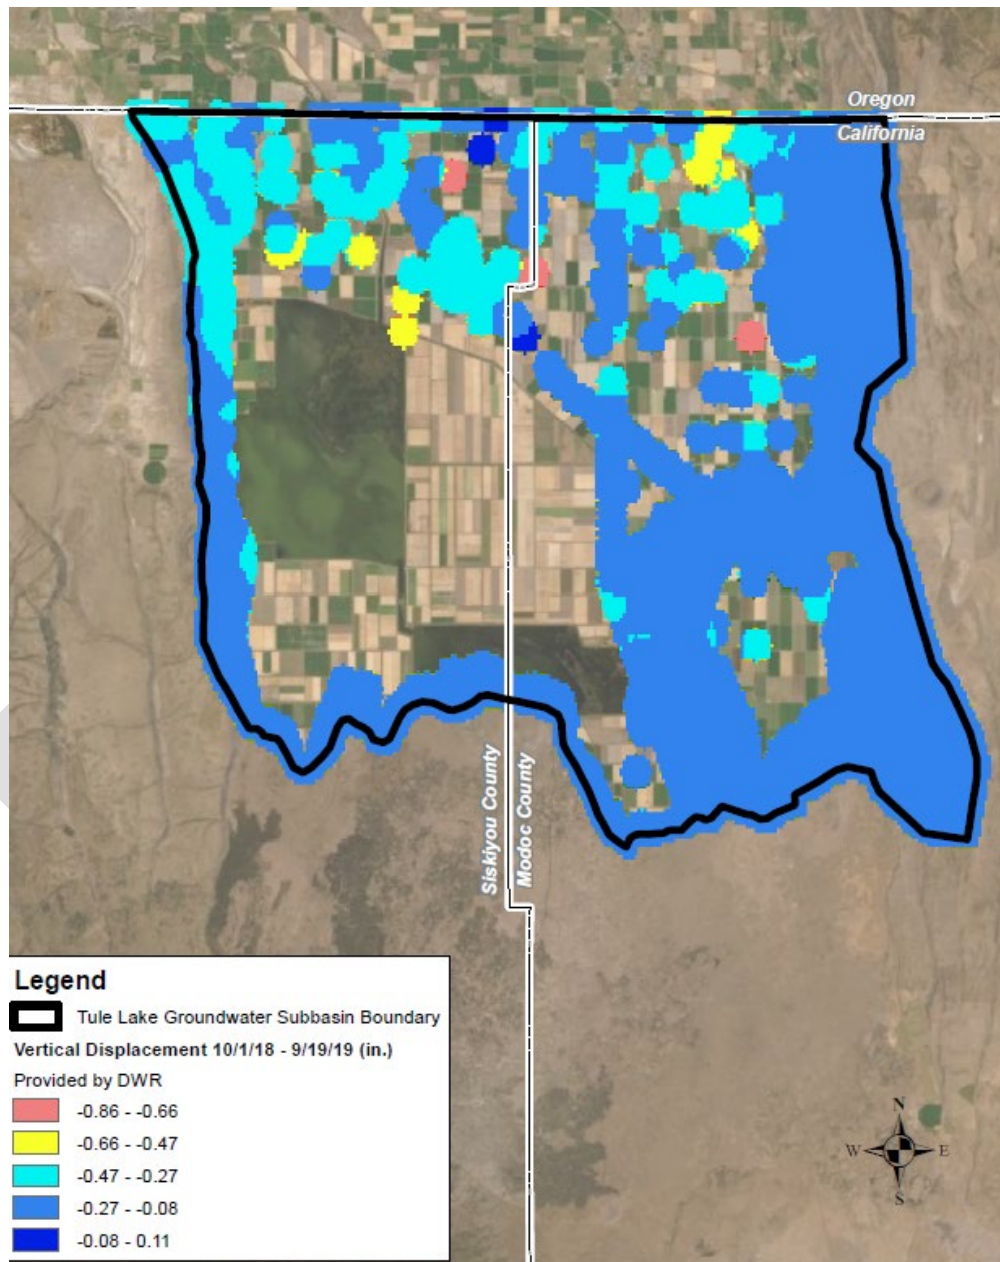 Oregon
California
Siskiyou County
Modoc County
Legend
Tule Lake Groundwater Subbasin Boundary
Vertical Displacement 10/1/18 - 9/19/19 (in.)
Provided by DWR
-0.86 - -0.66
-0.66 - -0.47
-0.47 - -0.27
-0.27 - -0.08
-0.08 - 0.11
N
W E
S